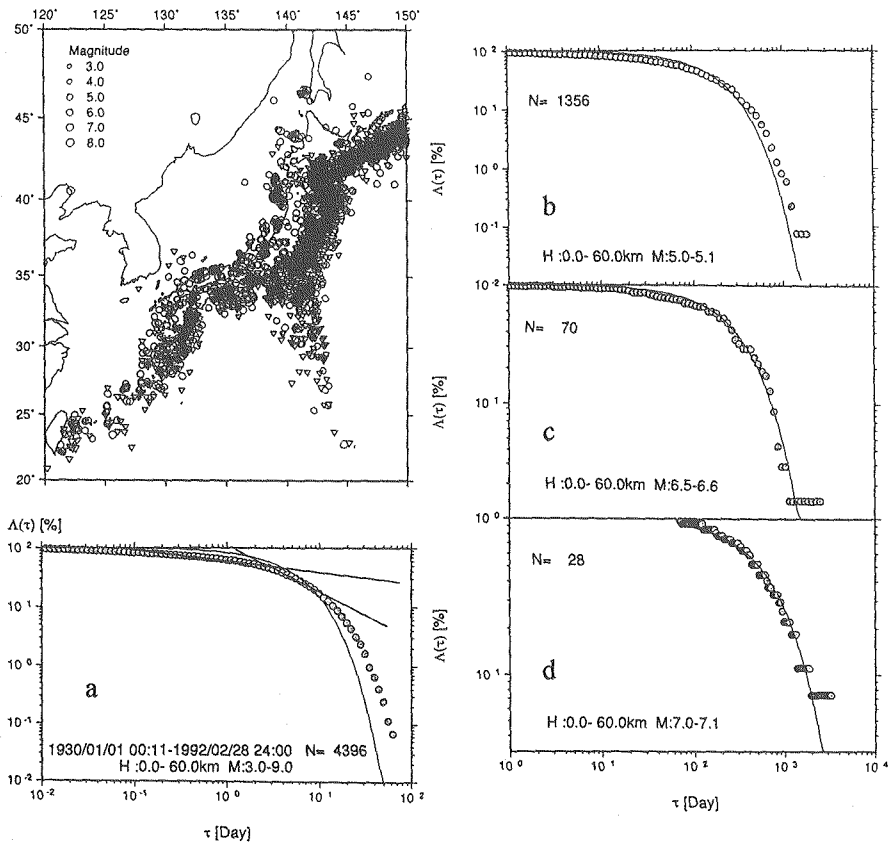 120° 125° 130° 135° 140° 145° 150°
50°
45°
40°
35°
30°
25°
20°
Magnitude
3.0
4.0
5.0
6.0
7.0
8.0
Λ(τ) [%]
10²
10¹
10⁰
10⁻¹
10⁻²
a
1930/01/01 00:11-1992/02/28 24:00 N= 4396
H :0.0- 60.0km M:3.0-9.0
10⁻² 10⁻¹ 10⁰ 10¹ 10²
τ [Day]
Λ(τ) [%]
10²
10¹
10⁰
10⁻¹
10⁻²
N= 1356
b
H :0.0- 60.0km M:5.0-5.1
Λ(τ) [%]
10¹
10⁰
N= 70
c
H :0.0- 60.0km M:6.5-6.6
Λ(τ) [%]
10¹
N= 28
d
H :0.0- 60.0km M:7.0-7.1
10⁰ 10¹ 10² 10³ 10⁴
τ [Day]